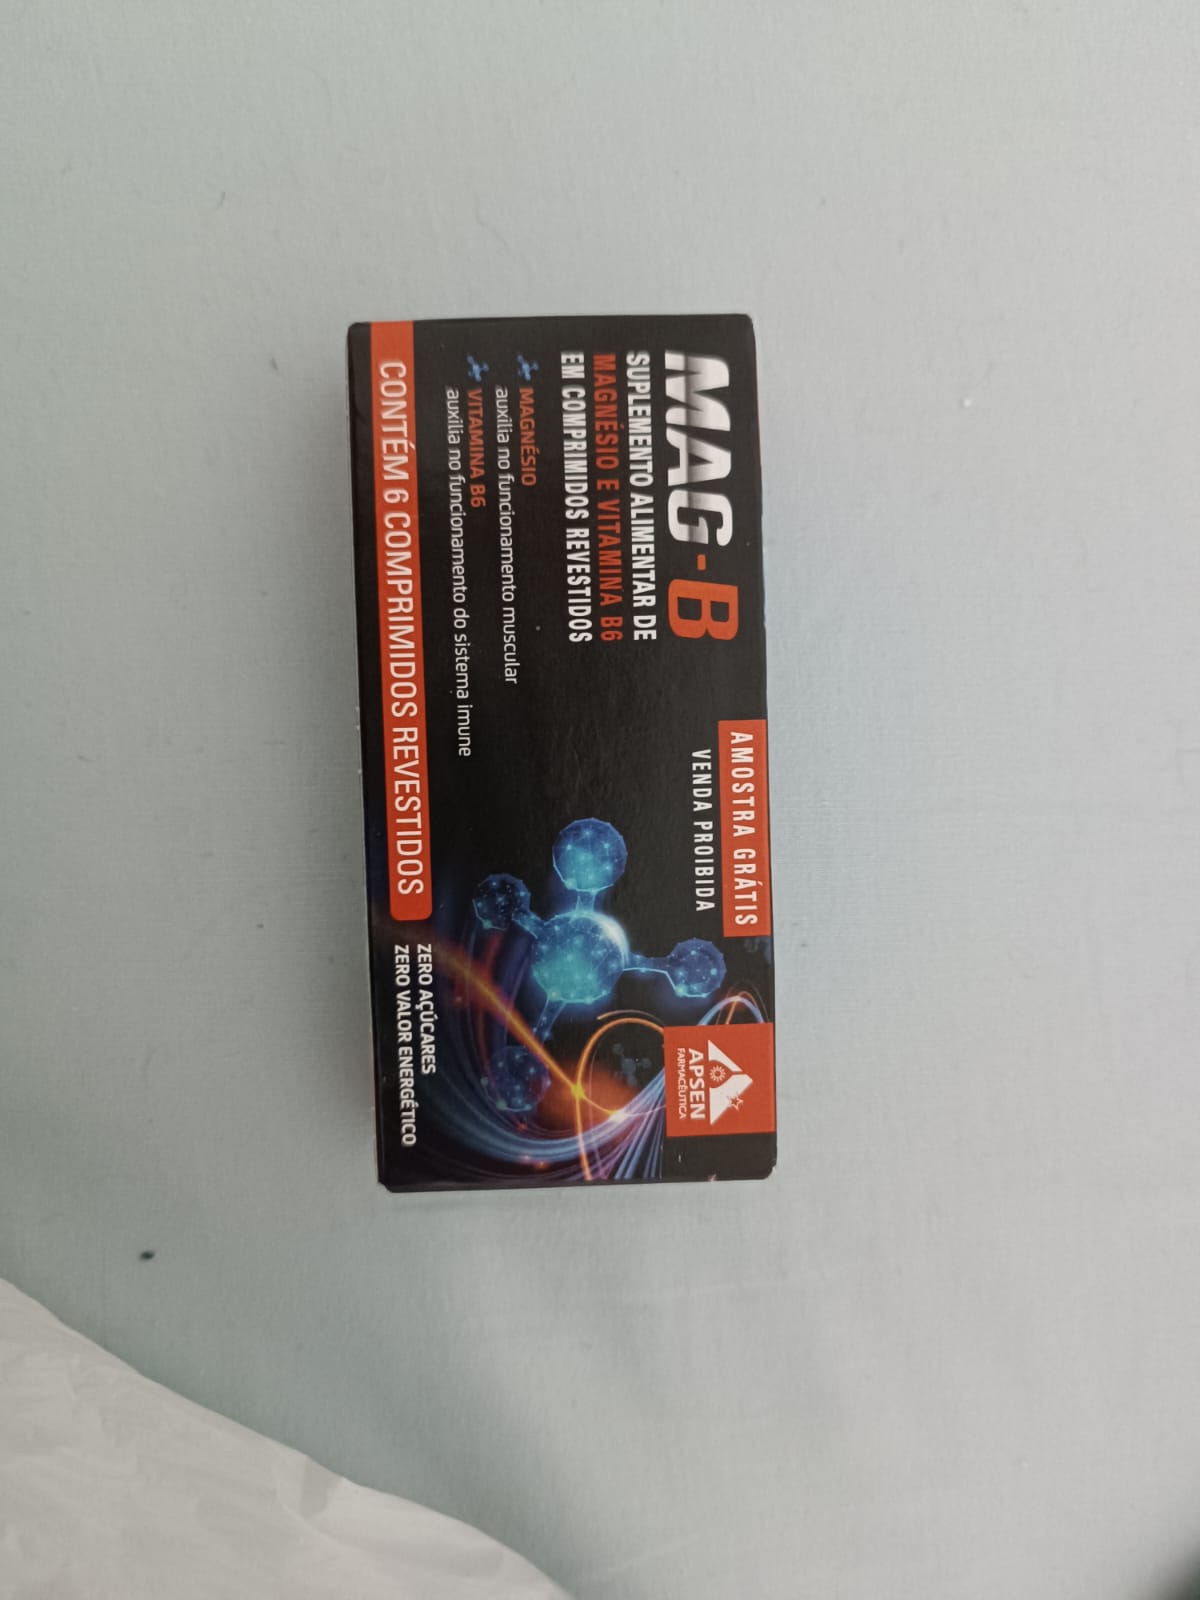 MAG-B
SUPLEMENTO ALIMENTAR DE
MAGNÉSIO E VITAMINA B6
EM COMPRIMIDOS REVESTIDOS
MAGNÉSIO
auxilia no funcionamento muscular
VITAMINA B6
auxilia no funcionamento do sistema imune
CONTÉM 6 COMPRIMIDOS REVESTIDOS
AMOSTRA GRÁTIS
VENDA PROIBIDA
APSEN
FARMACÊUTICA
ZERO AÇÚCARES
ZERO VALOR ENERGÉTICO